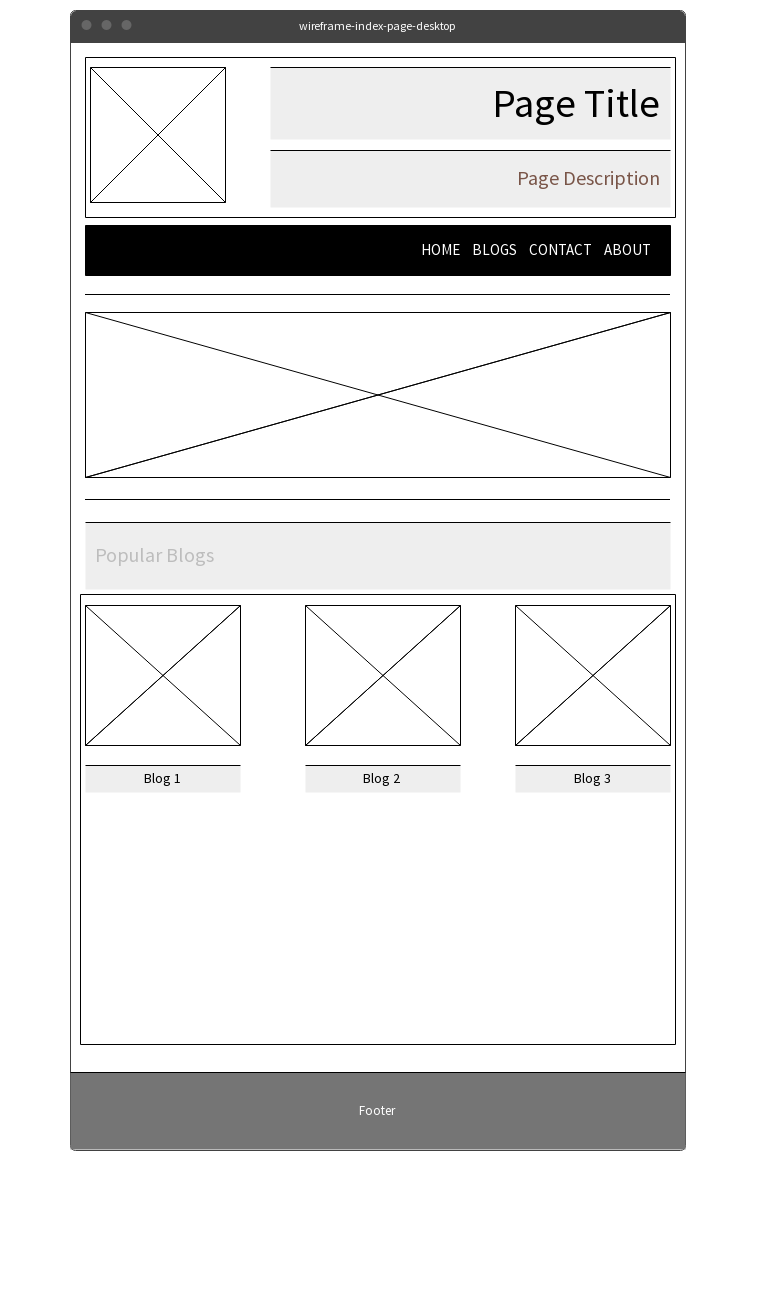 wireframe-index-page-desktop
Page Title
Page Description
HOME BLOGS CONTACT ABOUT
Popular Blogs
Blog 1 Blog 2 Blog 3
Footer